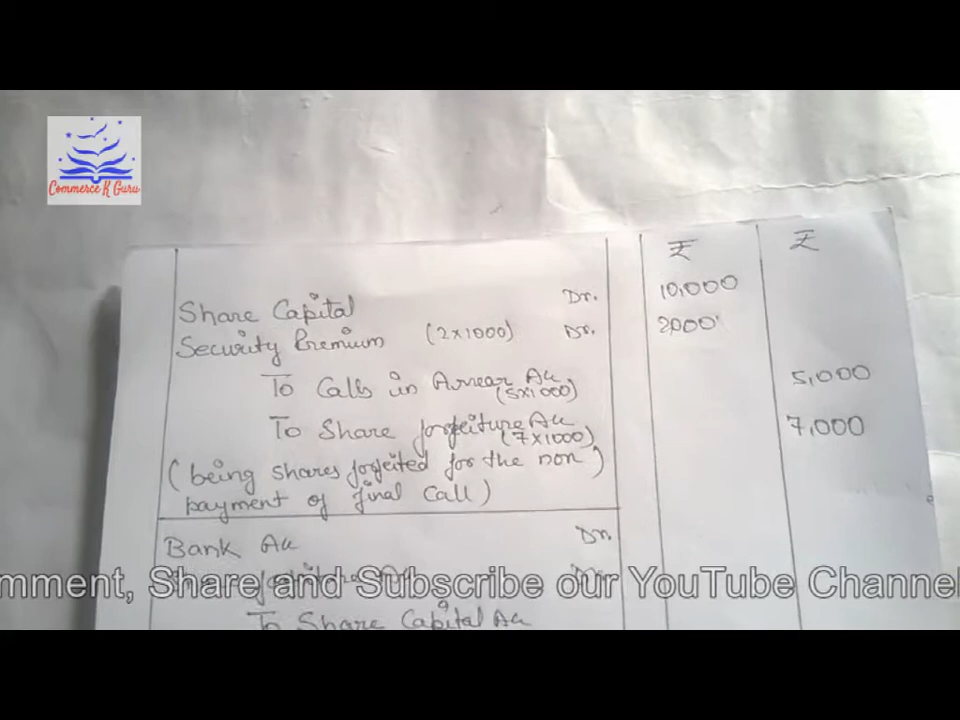 Commerce K Guru
₹ ₹
Share Capital Dr. 10,000
Security Premium (2x1000) Dr. 2000
To Calls in Arrear A/c 5,000
(5x1000)
To Share forfeiture A/c 7,000
(7x1000)
(being shares forfeited for the non)
payment of final call)
Bank A/c Dr.
mment, Share and Subscribe our YouTube Channel
To Share Capital A/c